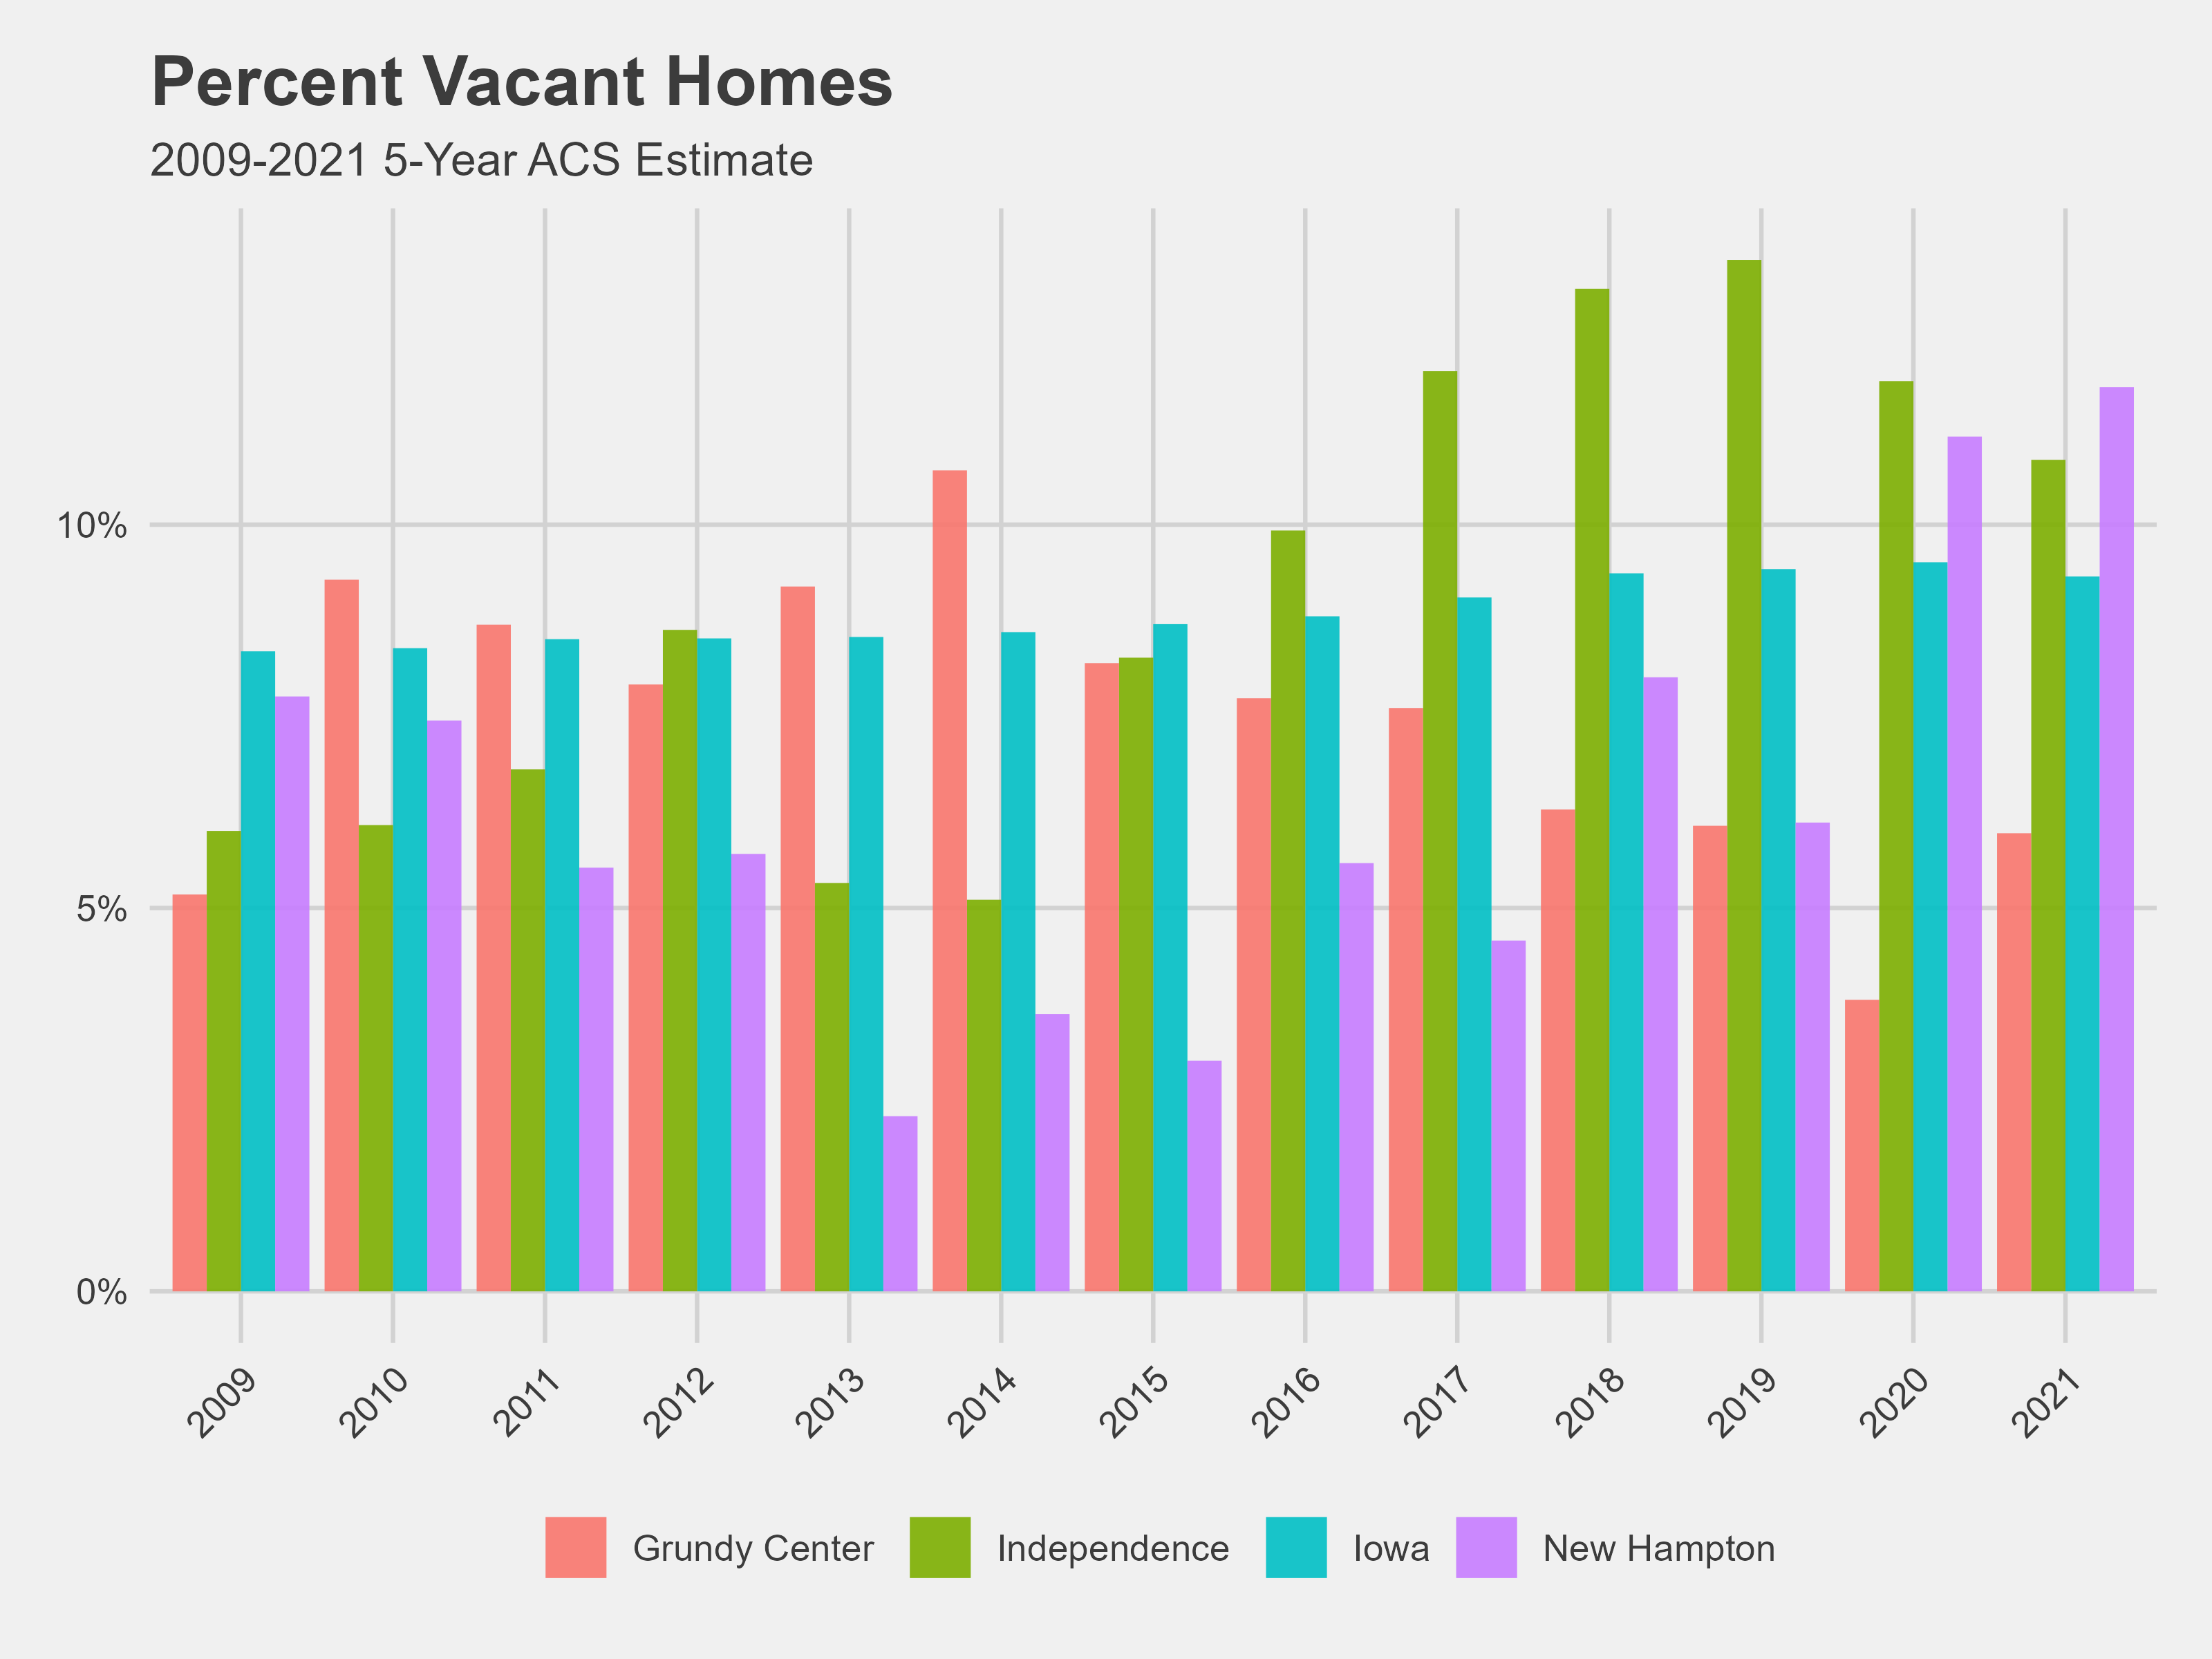 Percent Vacant Homes
2009-2021 5-Year ACS Estimate
10%
5%
0%
2009 2010 2011 2012 2013 2014 2015 2016 2017 2018 2019 2020 2021
Grundy Center Independence Iowa New Hampton